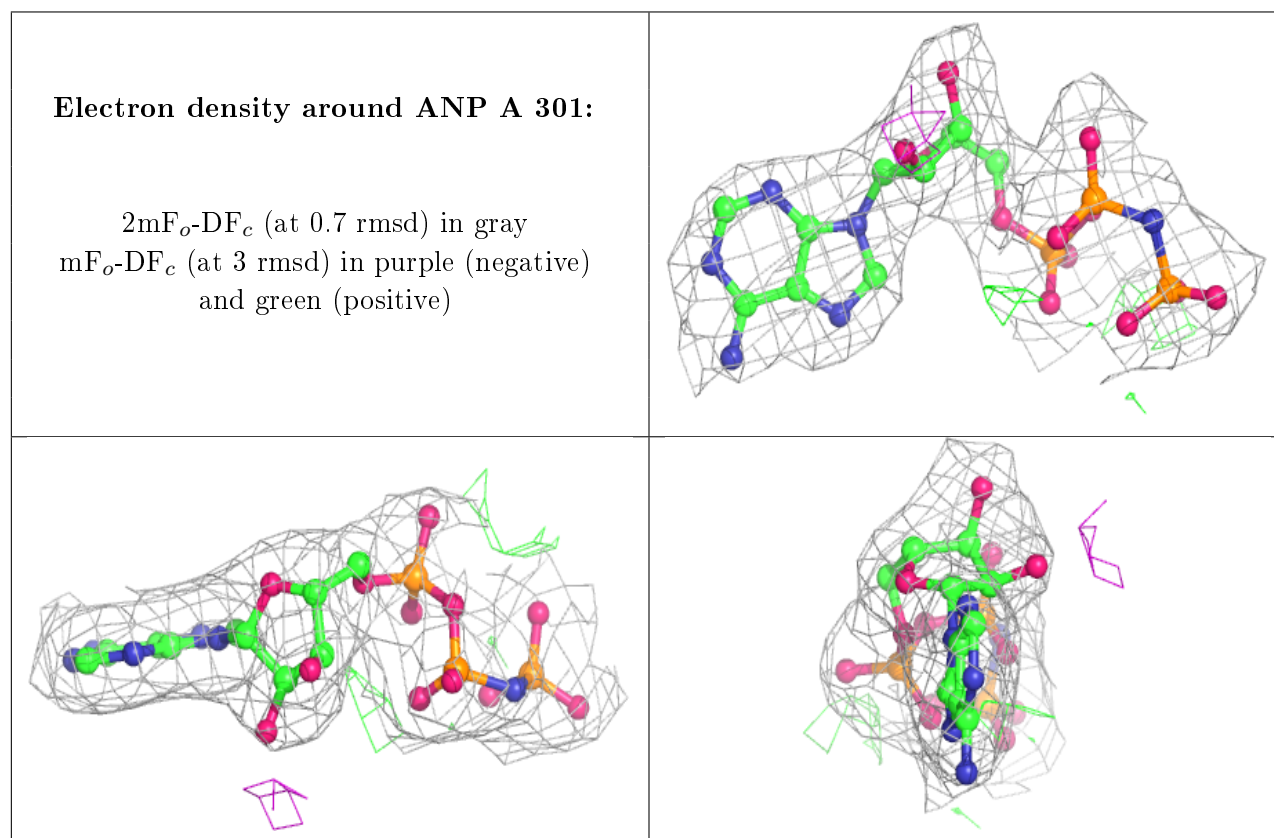 Electron density around ANP A 301:
2mFo-DFc (at 0.7 rmsd) in gray
mFo-DFc (at 3 rmsd) in purple (negative)
and green (positive)